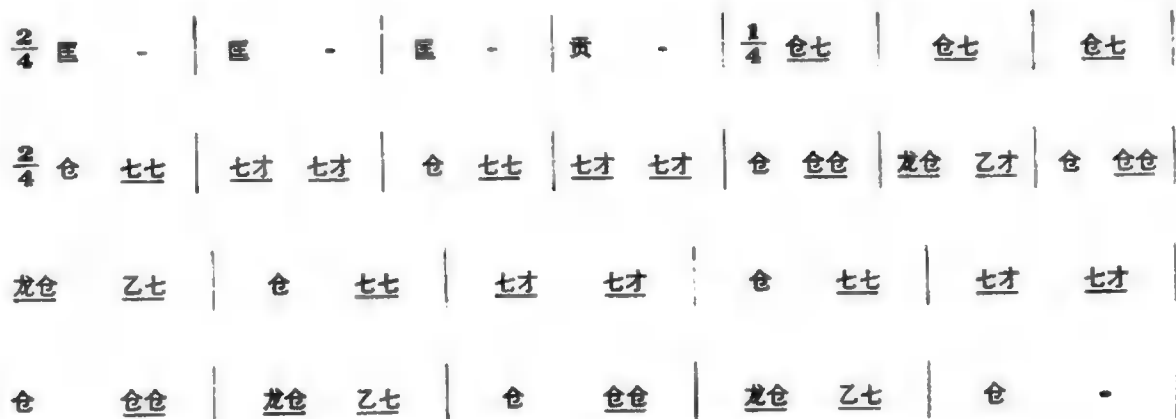 2/4 匡 - | 匡 - | 匡 - | 贡 - | 1/4 仓七 | 仓七 | 仓七 |
2/4 仓 七七 | 七才 七才 | 仓 七七 | 七才 七才 | 仓 仓仓 | 龙仓 乙才 | 仓 仓仓 |
龙仓 乙七 | 仓 七七 | 七才 七才 | 仓 七七 | 七才 七才 |
仓 仓仓 | 龙仓 乙七 | 仓 仓仓 | 龙仓 乙七 | 仓 -